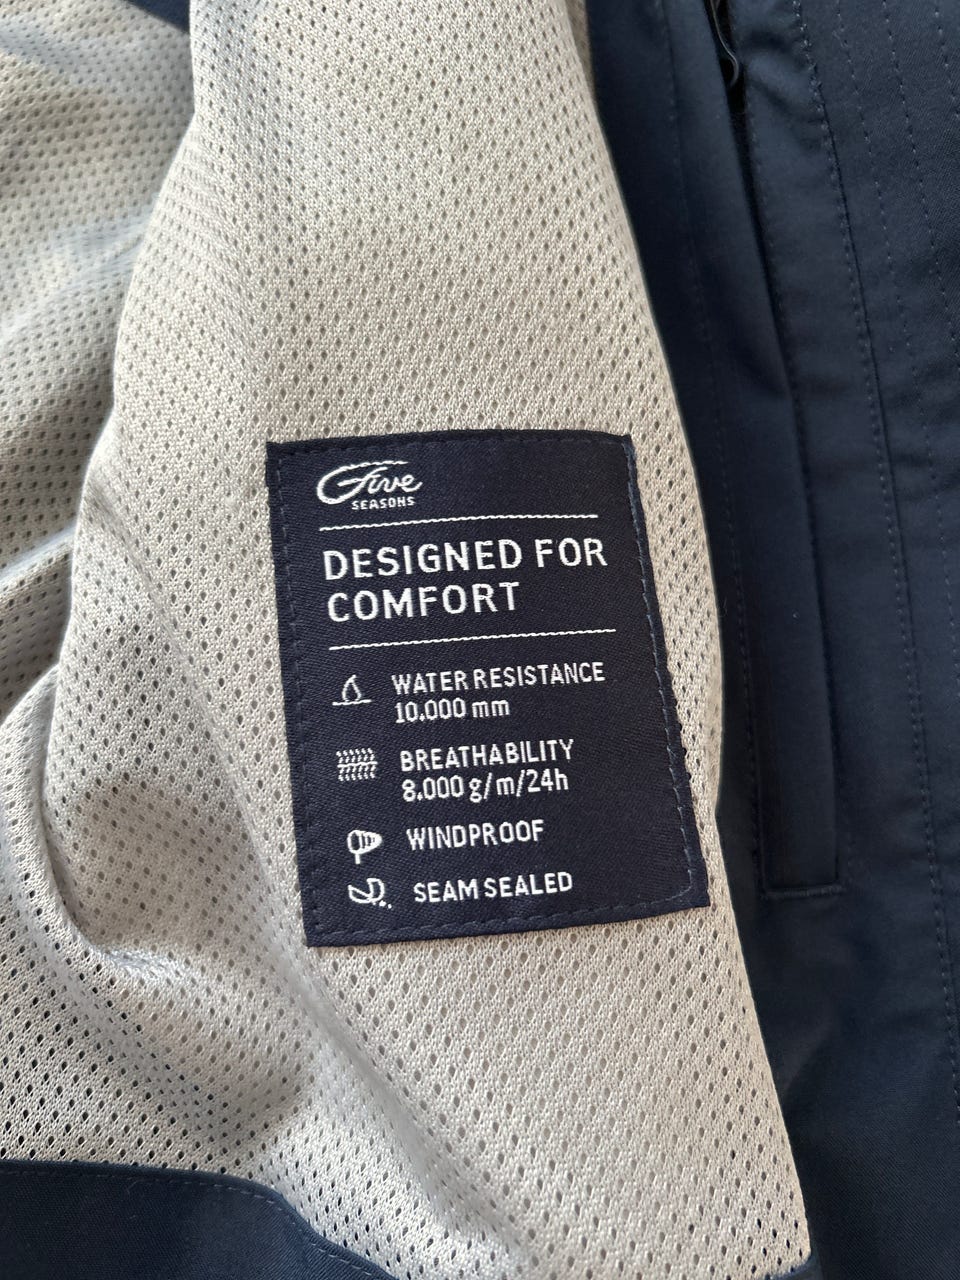 Five
SEASONS
DESIGNED FOR
COMFORT
WATER RESISTANCE
10.000 mm
BREATHABILITY
8.000 g/m/24h
WINDPROOF
SEAM SEALED